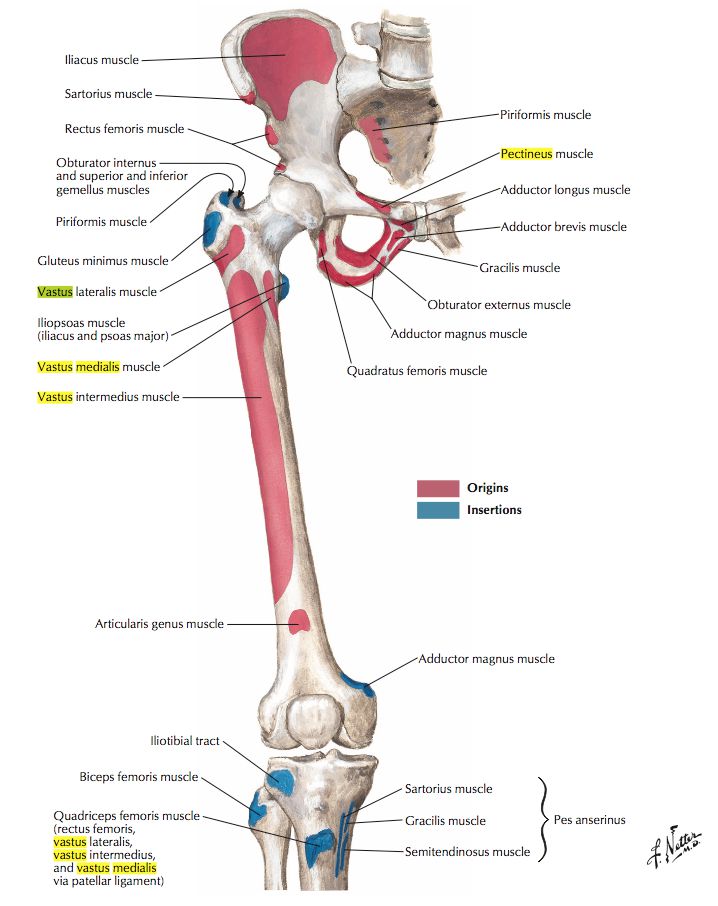 Iliacus muscle
Sartorius muscle
Rectus femoris muscle
Obturator internus
and superior and inferior
gemellus muscles
Piriformis muscle
Gluteus minimus muscle
Vastus lateralis muscle
Iliopsoas muscle
(iliacus and psoas major)
Vastus medialis muscle
Vastus intermedius muscle
Piriformis muscle
Pectineus muscle
Adductor longus muscle
Adductor brevis muscle
Gracilis muscle
Obturator externus muscle
Adductor magnus muscle
Quadratus femoris muscle
Origins
Insertions
Articularis genus muscle
Adductor magnus muscle
Iliotibial tract
Biceps femoris muscle
Quadriceps femoris muscle
(rectus femoris,
vastus lateralis,
vastus intermedius,
and vastus medialis
via patellar ligament)
Sartorius muscle
Gracilis muscle
Semitendinosus muscle
Pes anserinus
F. Netter
M.D.